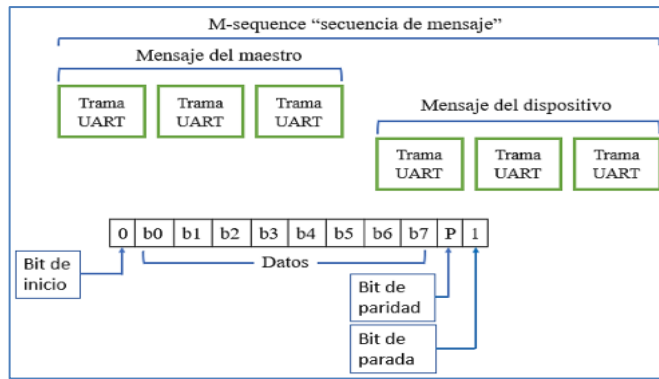 M-sequence “secuencia de mensaje”
Mensaje del maestro
Trama Trama Trama
UART UART UART
Mensaje del dispositivo
Trama Trama Trama
UART UART UART
0 b0 b1 b2 b3 b4 b5 b6 b7 P 1
Bit de
inicio
Datos
Bit de
paridad
Bit de
parada